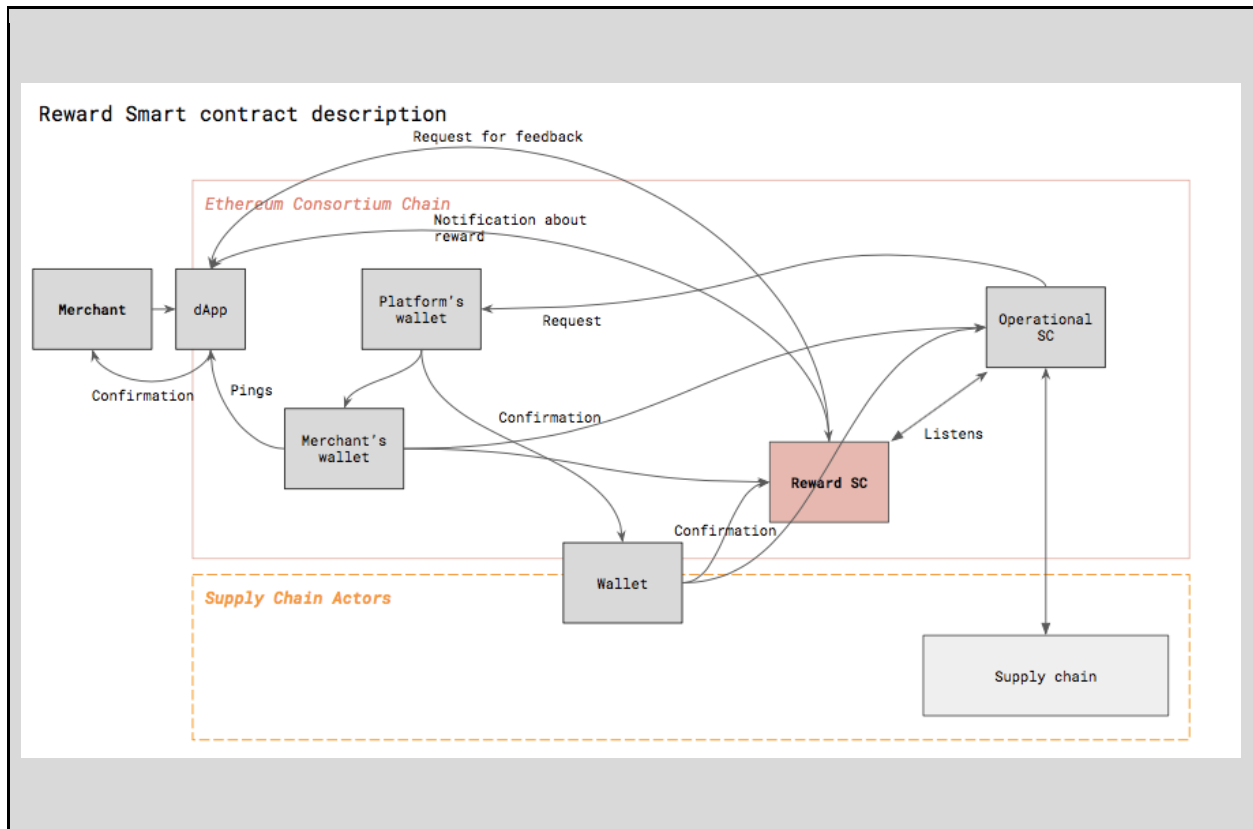 Reward Smart contract description
Request for feedback
Ethereum Consortium Chain
Notification about
reward
Merchant
dApp
Platform's
wallet
Request
Operational
SC
Confirmation
Pings
Merchant's
wallet
Confirmation
Listens
Reward SC
Confirmation
Wallet
Supply Chain Actors
Supply chain